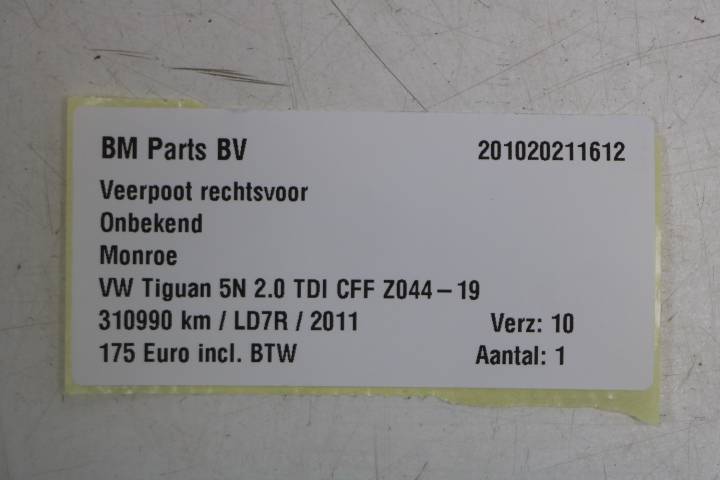 BM Parts BV 201020211612
Veerpoot rechtsvoor
Onbekend
Monroe
VW Tiguan 5N 2.0 TDI CFF Z044-19
310990 km / LD7R / 2011 Verz: 10
175 Euro incl. BTW Aantal: 1